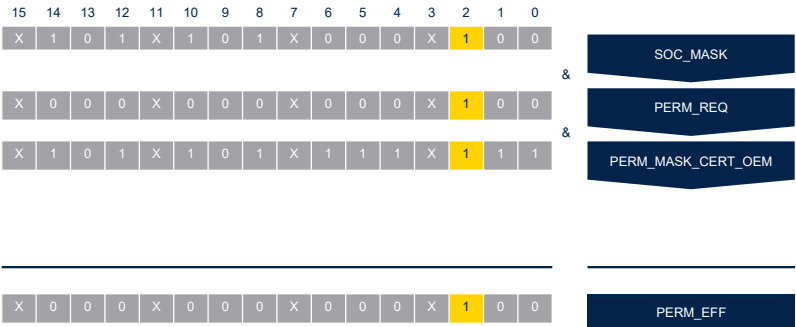 15 14 13 12 11 10 9 8 7 6 5 4 3 2 1 0
X 1 0 1 X 1 0 1 X 0 0 0 X 1 0 0
SOC_MASK
&
X 0 0 0 X 0 0 0 X 0 0 0 X 1 0 0
PERM_REQ
&
X 1 0 1 X 1 0 1 X 1 1 1 X 1 1 1
PERM_MASK_CERT_OEM
X 0 0 0 X 0 0 0 X 0 0 0 X 1 0 0
PERM_EFF